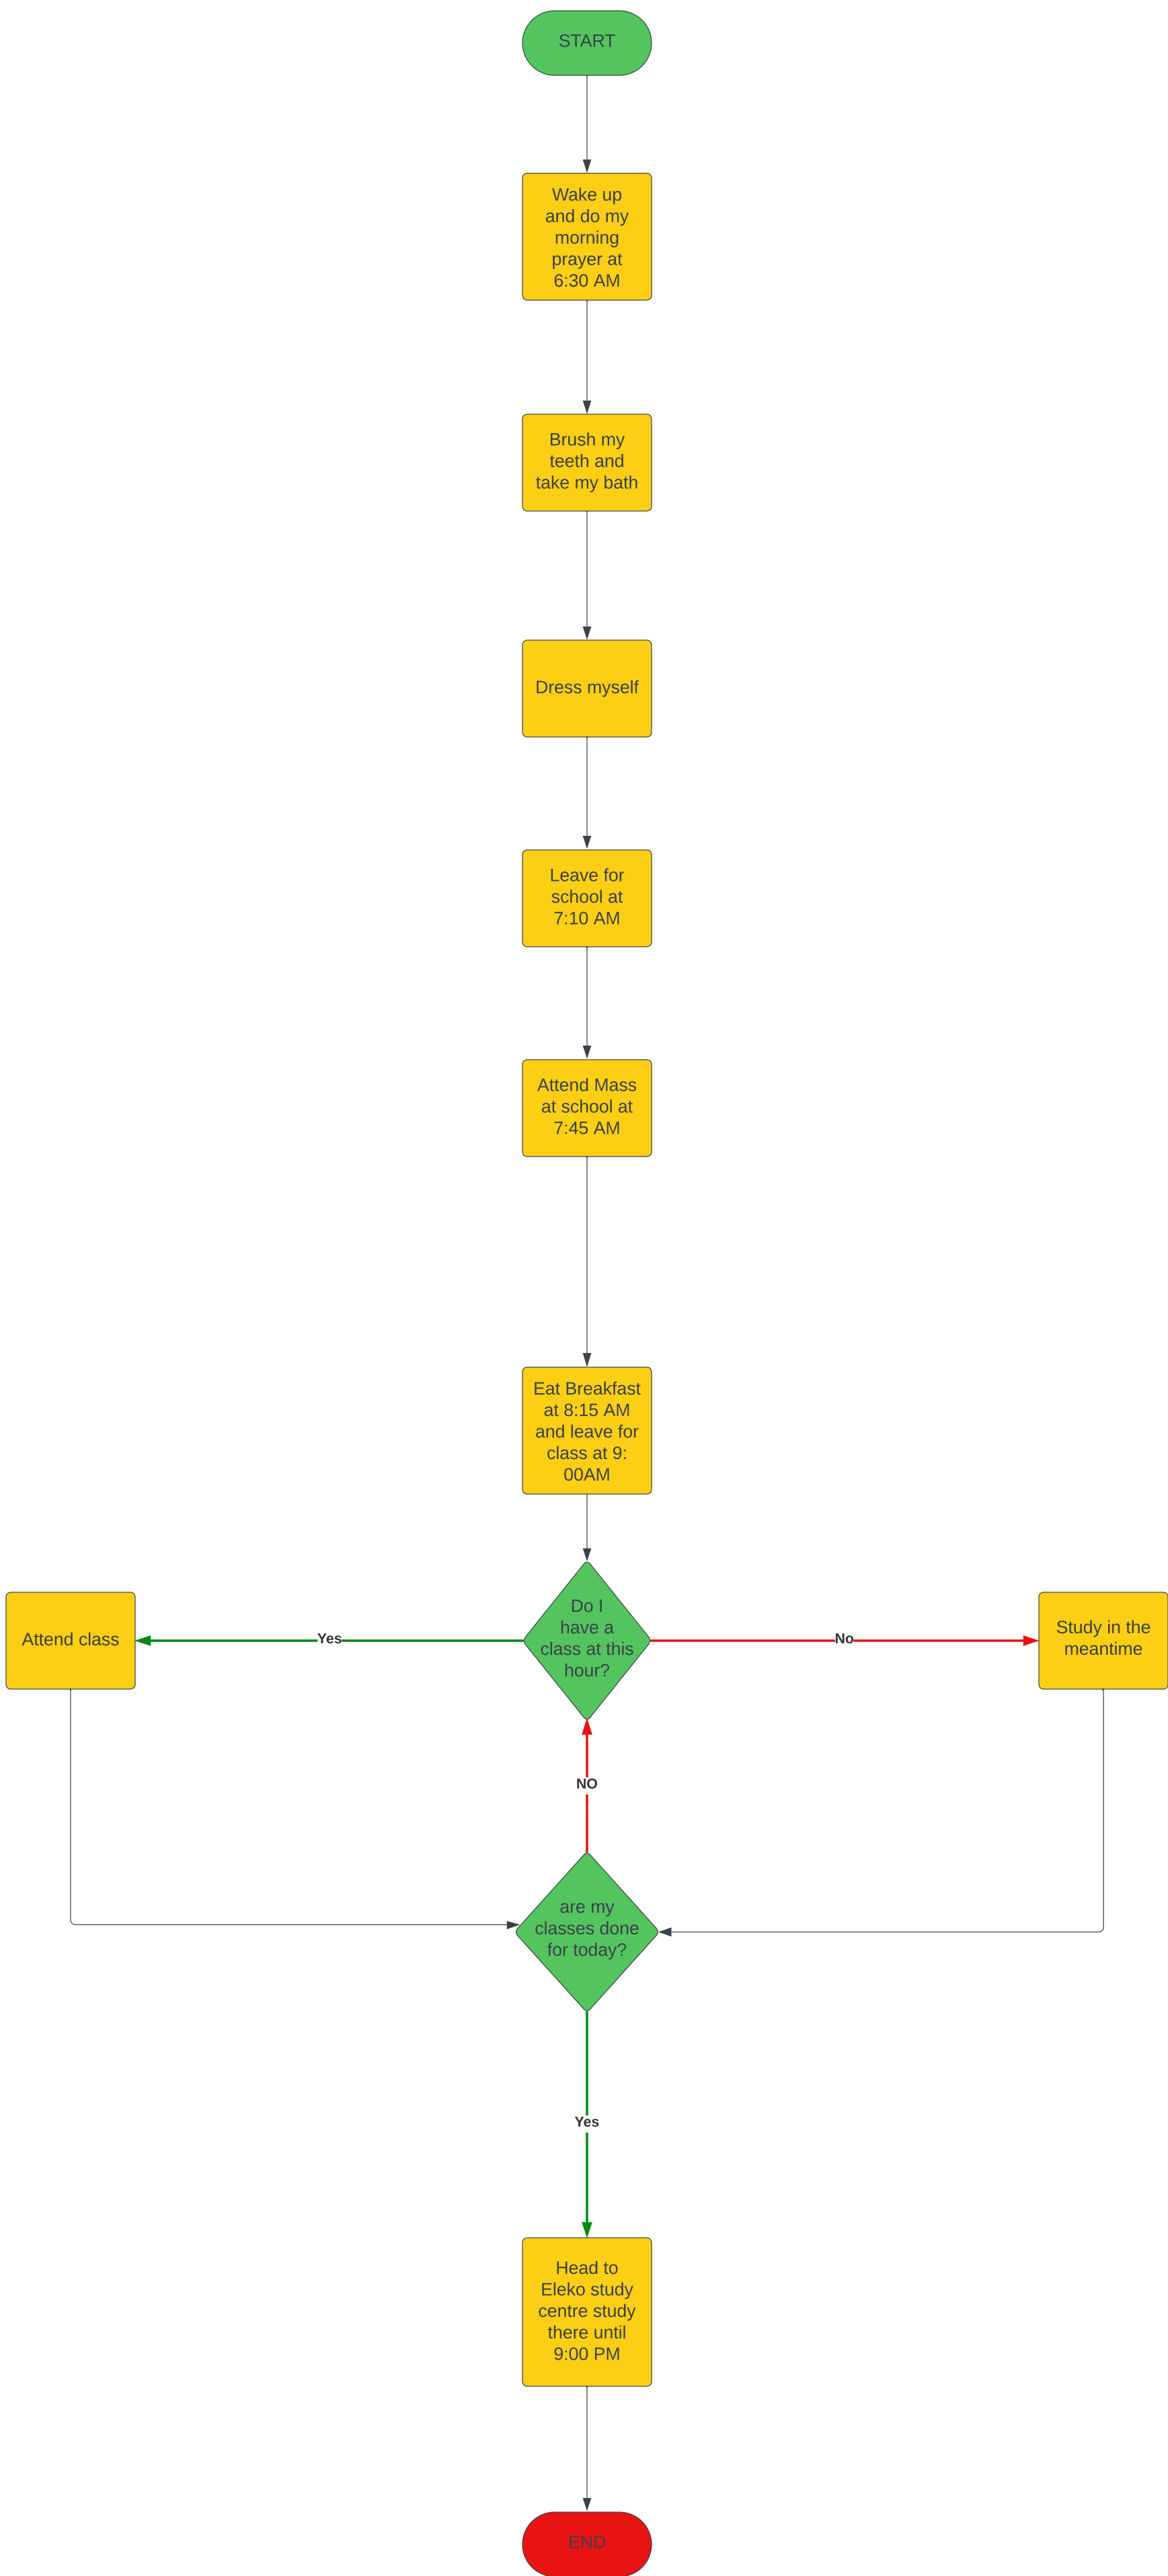 START
Wake up
and do my
morning
prayer at
6:30 AM
Brush my
teeth and
take my bath
Dress myself
Leave for
school at
7:10 AM
Attend Mass
at school at
7:45 AM
Eat Breakfast
at 8:15 AM
and leave for
class at 9:
00AM
Do I
have a
class at this
hour?
Yes
Attend class
No
Study in the
meantime
NO
are my
classes done
for today?
Yes
Head to
Eleko study
centre study
there until
9:00 PM
END